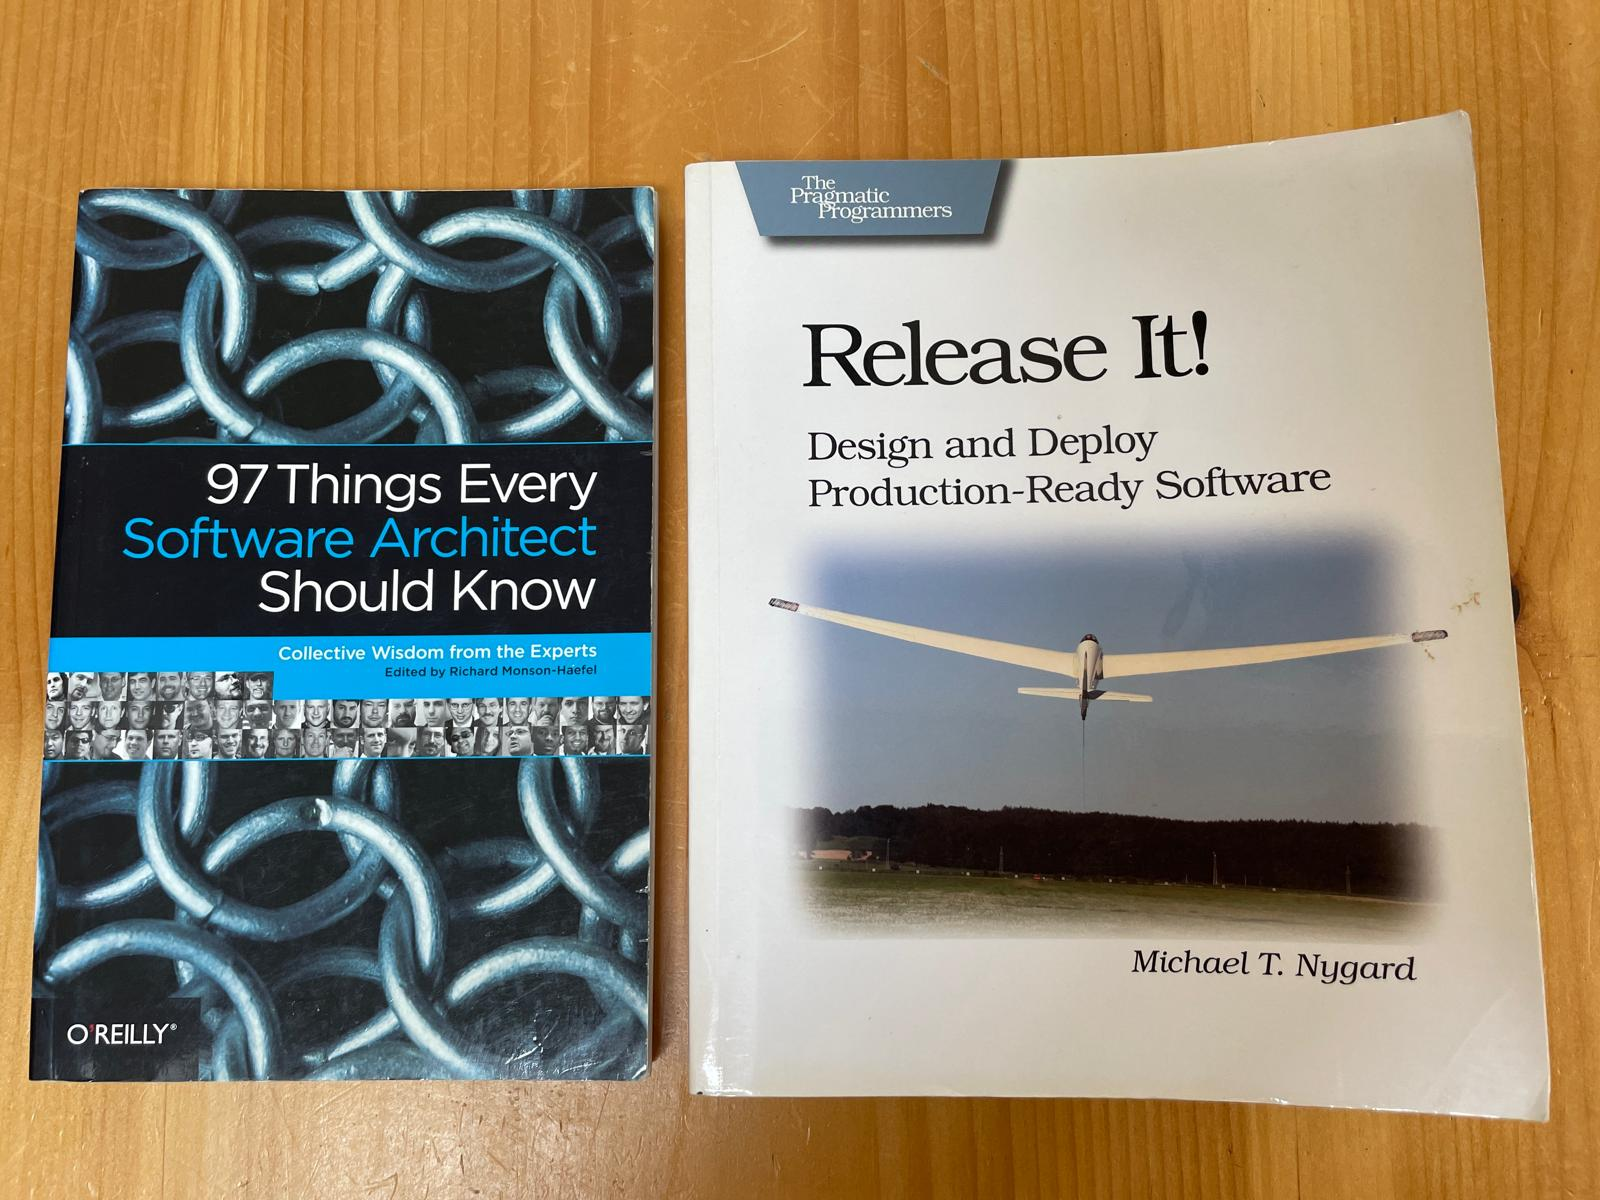 97 Things Every
Software Architect
Should Know
Collective Wisdom from the Experts
Edited by Richard Monson-Haefel
O'REILLY®
The
Pragmatic
Programmers
Release It!
Design and Deploy
Production-Ready Software
Michael T. Nygard